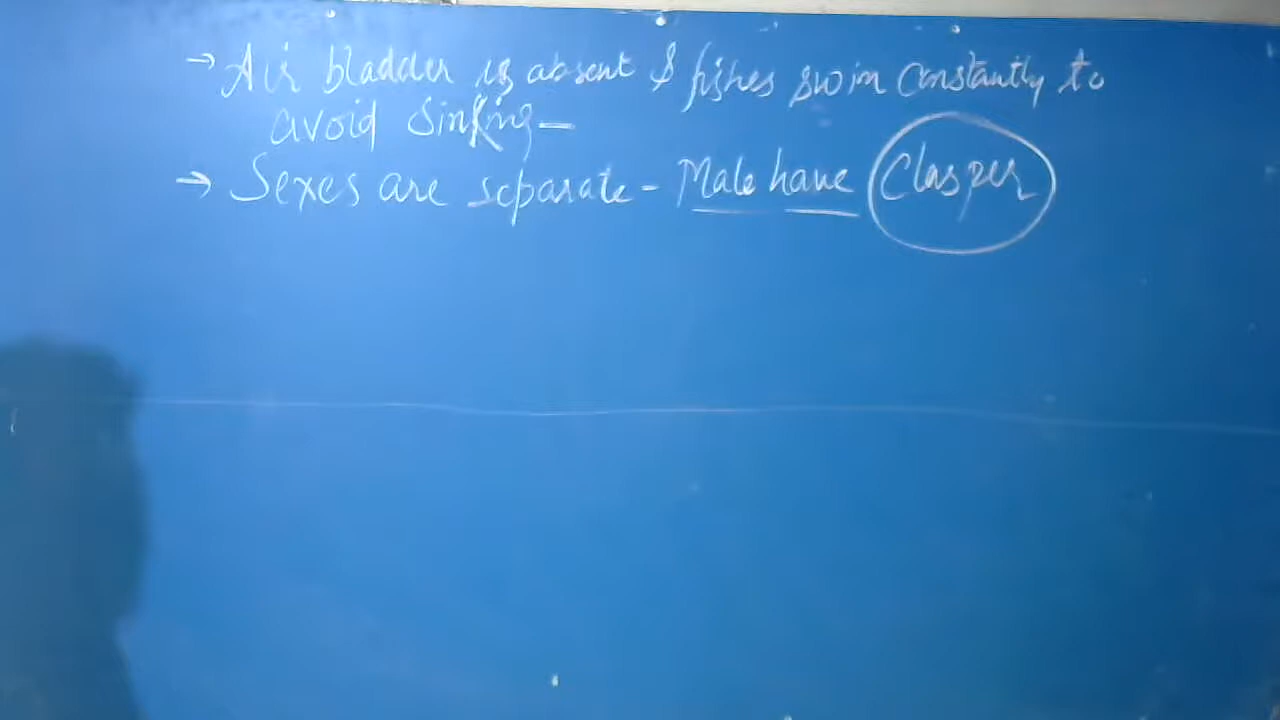 → Air bladder is absent & fishes swim constantly to
avoid sinking —
→ Sexes are separate - Male have Clasper